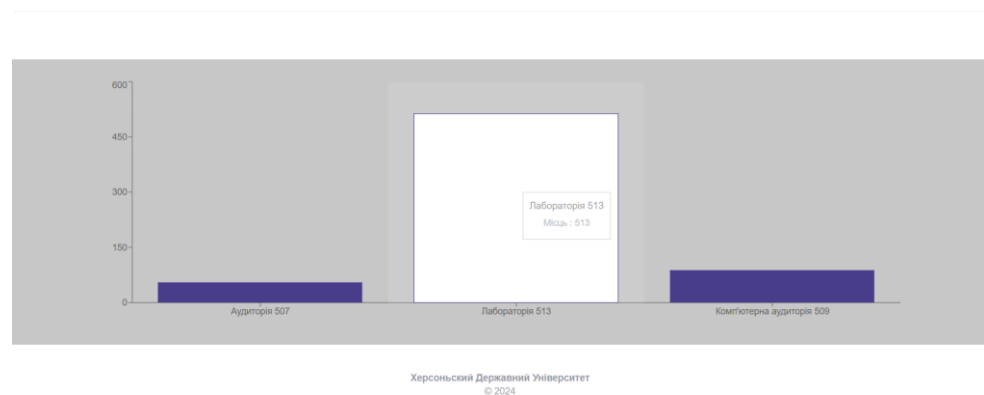 600
450
300
150
0
Лабораторія 513
Місць : 513
Аудиторія 507
Лабораторія 513
Комп'ютерна аудиторія 509
Херсоньский Державний Університет
© 2024